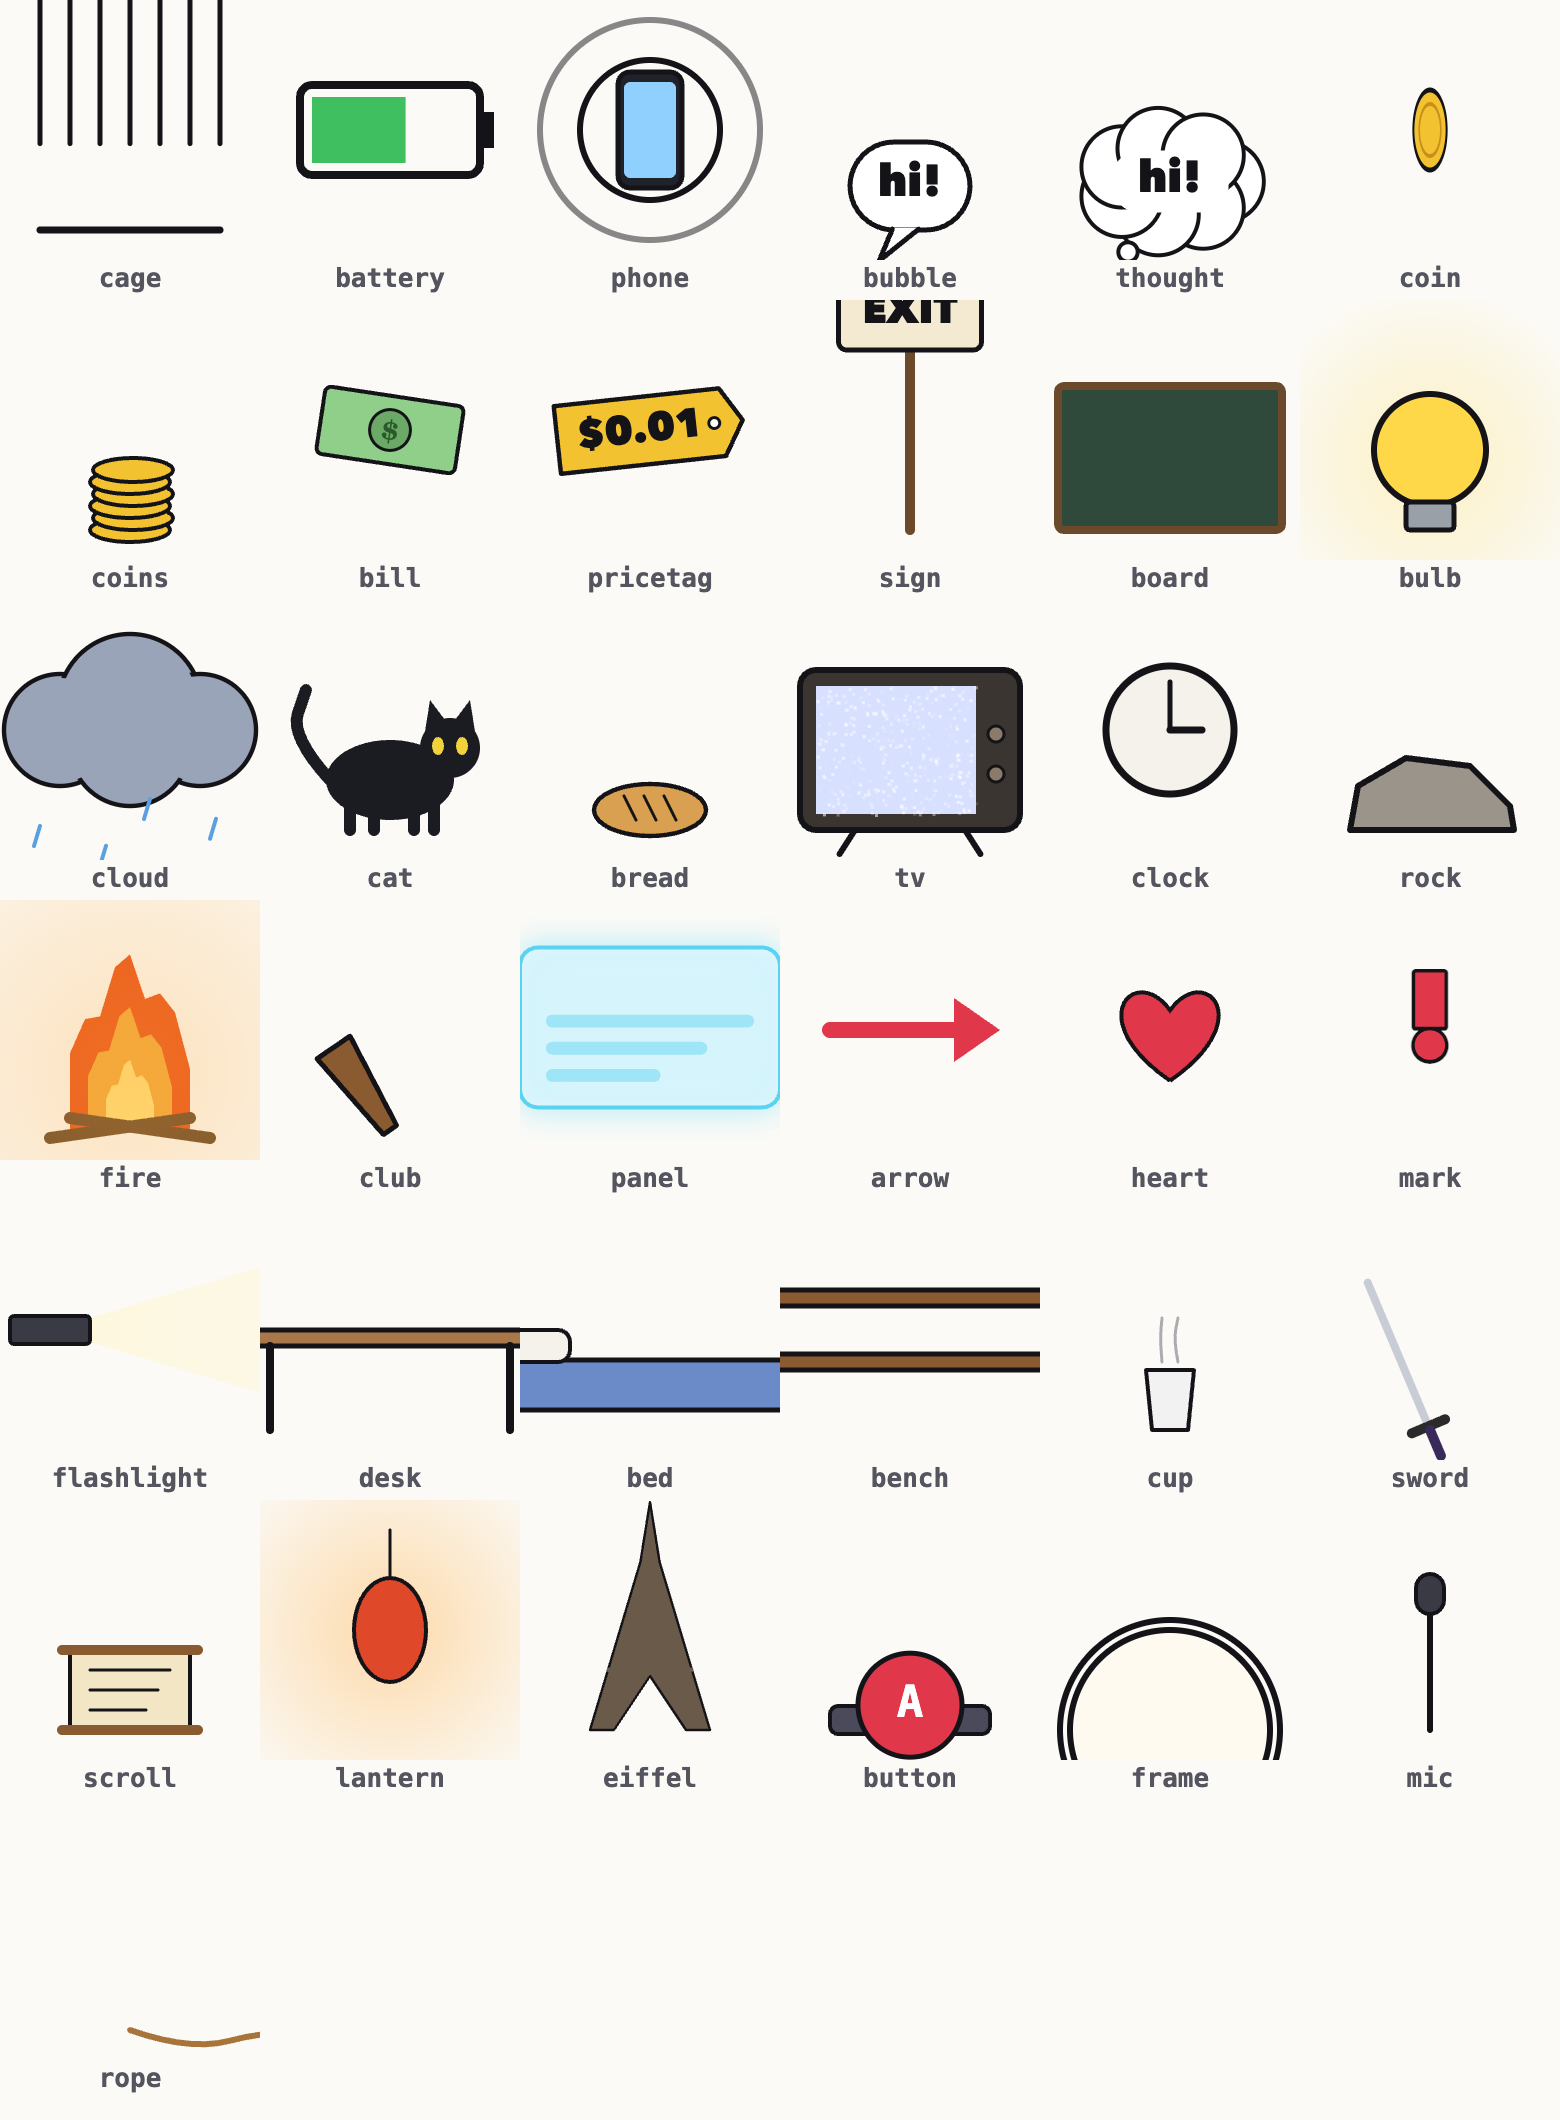 hi!
hi!
cage
battery
phone
bubble
thought
coin
EXIT
$
$0.01
coins
bill
pricetag
sign
board
bulb
cloud
cat
bread
tv
clock
rock
fire
club
panel
arrow
heart
mark
flashlight
desk
bed
bench
cup
sword
A
scroll
lantern
eiffel
button
frame
mic
rope